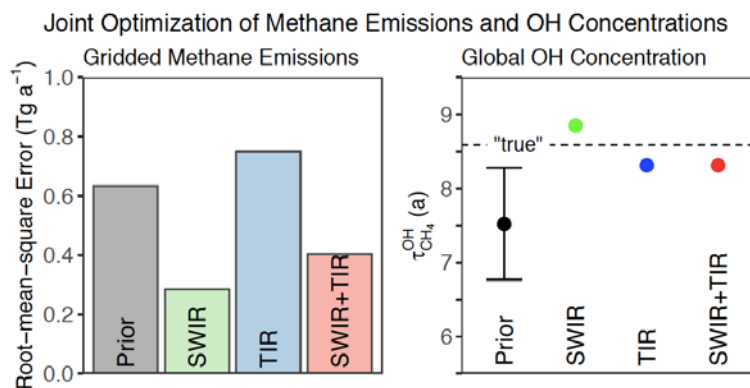 Joint Optimization of Methane Emissions and OH Concentrations
Gridded Methane Emissions
Root−mean−square Error (Tg a⁻¹)
1.0
0.8
0.6
0.4
0.2
0.0
Prior
SWIR
TIR
SWIR+TIR
Global OH Concentration
τ^OH_CH₄ (a)
9
8
7
6
"true"
Prior
SWIR
TIR
SWIR+TIR